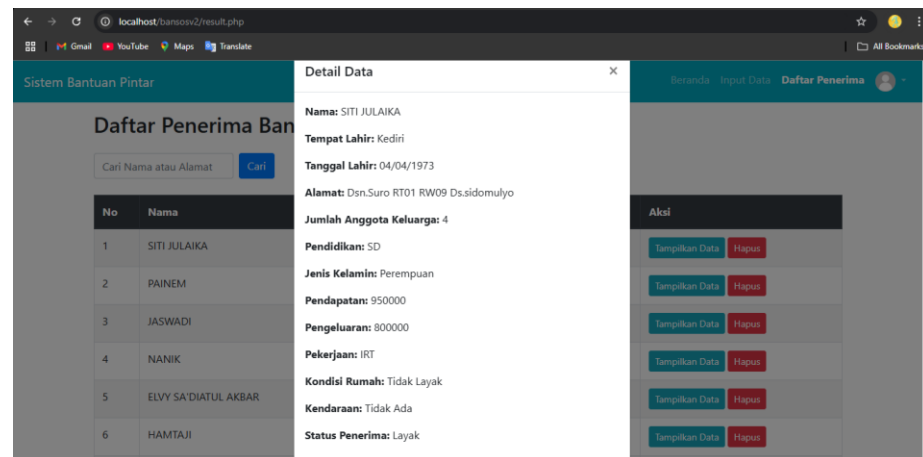 localhost/bansosv2/result.php
Gmail YouTube Maps Translate All Bookmarks
Sistem Bantuan Pintar Beranda Input Data Daftar Penerima
Detail Data ×
Daftar Penerima Ban
Cari Nama atau Alamat Cari
No Nama Aksi
1 SITI JULAIKA Tampilkan Data Hapus
2 PAINEM Tampilkan Data Hapus
3 JASWADI Tampilkan Data Hapus
4 NANIK Tampilkan Data Hapus
5 ELVY SA'DIATUL AKBAR Tampilkan Data Hapus
6 HAMTAJI Tampilkan Data Hapus
Nama: SITI JULAIKA
Tempat Lahir: Kediri
Tanggal Lahir: 04/04/1973
Alamat: Dsn.Suro RT01 RW09 Ds.sidomulyo
Jumlah Anggota Keluarga: 4
Pendidikan: SD
Jenis Kelamin: Perempuan
Pendapatan: 950000
Pengeluaran: 800000
Pekerjaan: IRT
Kondisi Rumah: Tidak Layak
Kendaraan: Tidak Ada
Status Penerima: Layak